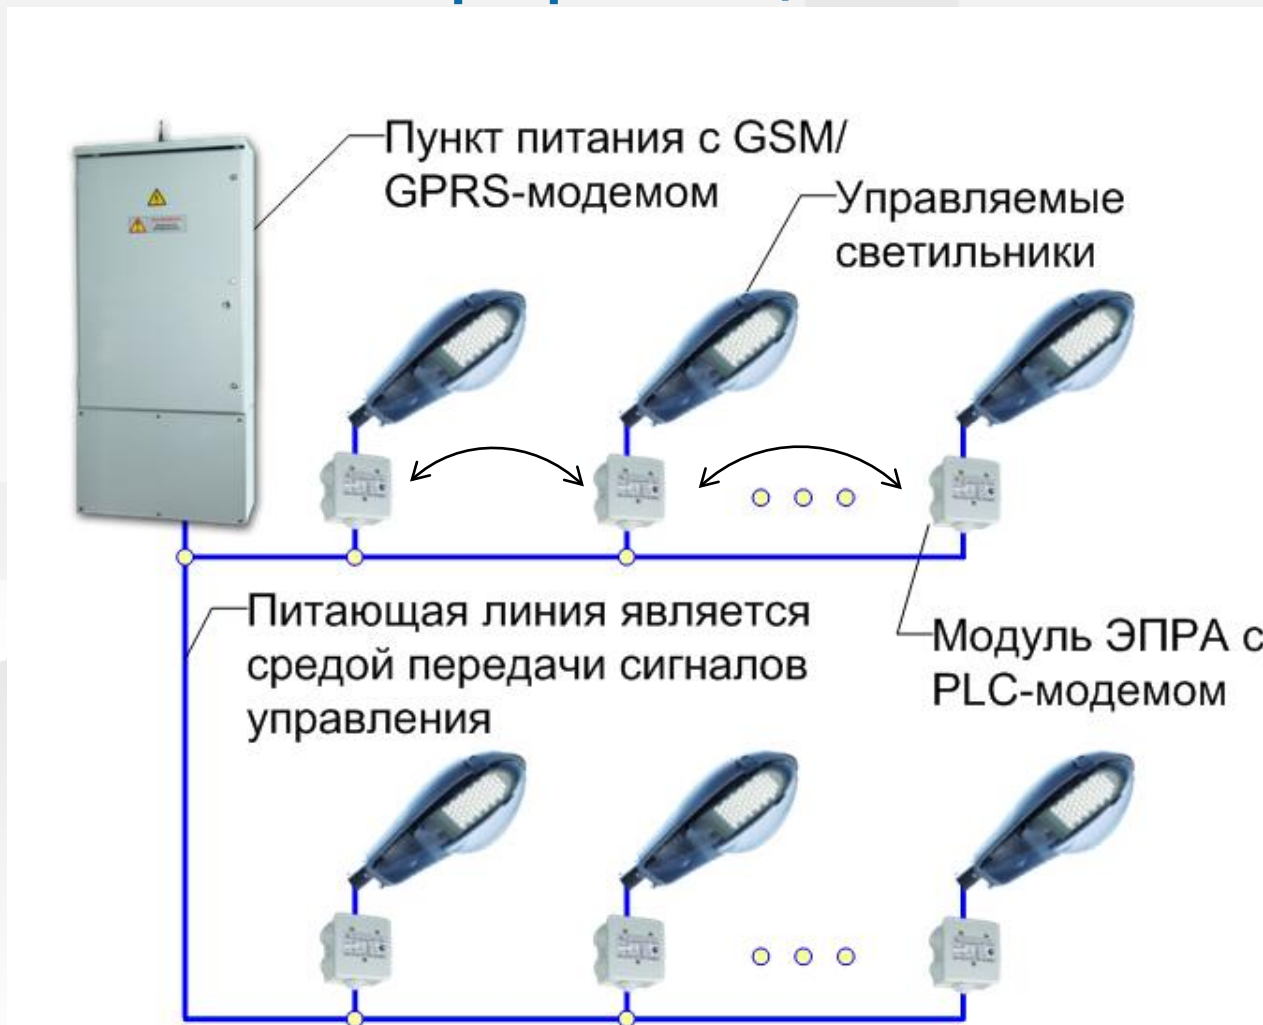 Пункт питания с GSM/
GPRS-модемом
Управляемые
светильники
Питающая линия является
средой передачи сигналов
управления
Модуль ЭПРА с
PLC-модемом